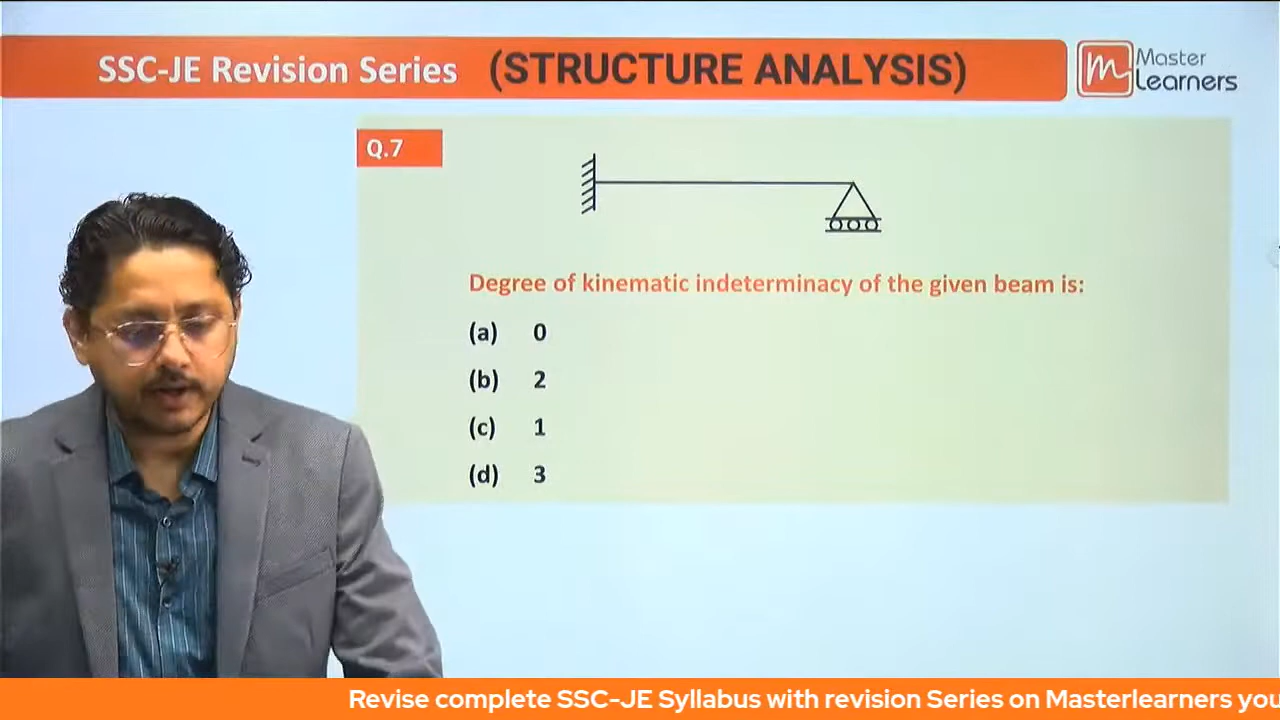 SSC-JE Revision Series (STRUCTURE ANALYSIS)
Master
Learners
Q.7
Degree of kinematic indeterminacy of the given beam is:
(a) 0
(b) 2
(c) 1
(d) 3
Revise complete SSC-JE Syllabus with revision Series on Masterlearners you